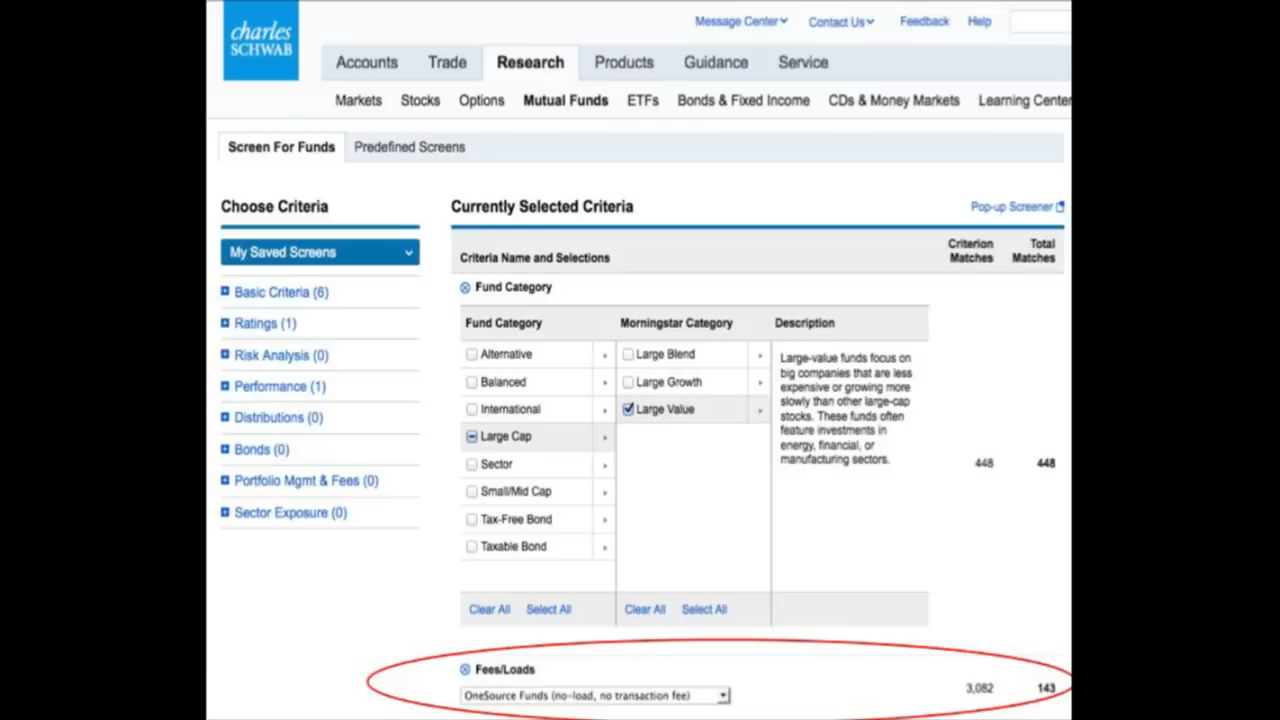 charles
SCHWAB
Message Center
Contact Us
Feedback
Help
Accounts
Trade
Research
Products
Guidance
Service
Markets
Stocks
Options
Mutual Funds
ETFs
Bonds & Fixed Income
CDs & Money Markets
Learning Center
Screen For Funds
Predefined Screens
Choose Criteria
My Saved Screens
Basic Criteria (6)
Ratings (1)
Risk Analysis (0)
Performance (1)
Distributions (0)
Bonds (0)
Portfolio Mgmt & Fees (0)
Sector Exposure (0)
Currently Selected Criteria
Pop-up Screener
Criteria Name and Selections
Criterion
Matches
Total
Matches
Fund Category
Fund Category
Morningstar Category
Description
Alternative
Balanced
International
Large Cap
Sector
Small/Mid Cap
Tax-Free Bond
Taxable Bond
Large Blend
Large Growth
Large Value
Large-value funds focus on
big companies that are less
expensive or growing more
slowly than other large-cap
stocks. These funds often
feature investments in
energy, financial, or
manufacturing sectors.
448
448
Clear All
Select All
Clear All
Select All
Fees/Loads
OneSource Funds (no-load, no transaction fee)
3,082
143